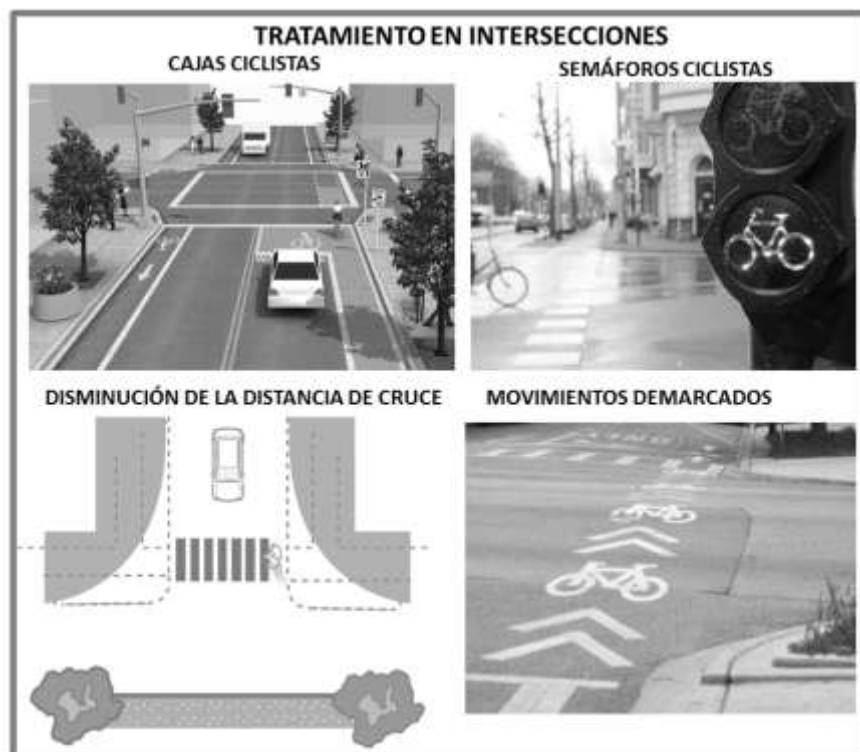 TRATAMIENTO EN INTERSECCIONES
CAJAS CICLISTAS
SEMÁFOROS CICLISTAS
DISMINUCIÓN DE LA DISTANCIA DE CRUCE
MOVIMIENTOS DEMARCADOS